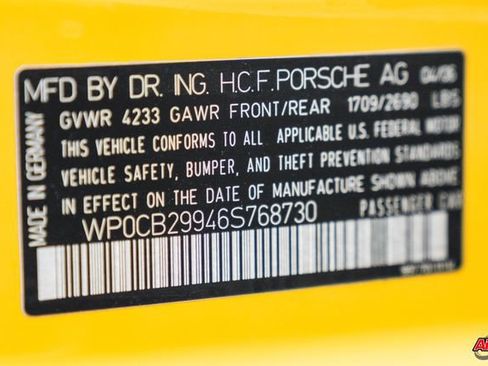 MFD BY DR. ING. H.C.F. PORSCHE AG 04/06
GVWR 4233 GAWR FRONT/REAR 1709/2690 LBS
THIS VEHICLE CONFORMS TO ALL APPLICABLE U.S. FEDERAL MOTOR
VEHICLE SAFETY, BUMPER, AND THEFT PREVENTION STANDARDS
IN EFFECT ON THE DATE OF MANUFACTURE SHOWN ABOVE
WP0CB29946S768730 PASSENGER CAR
MADE IN GERMANY